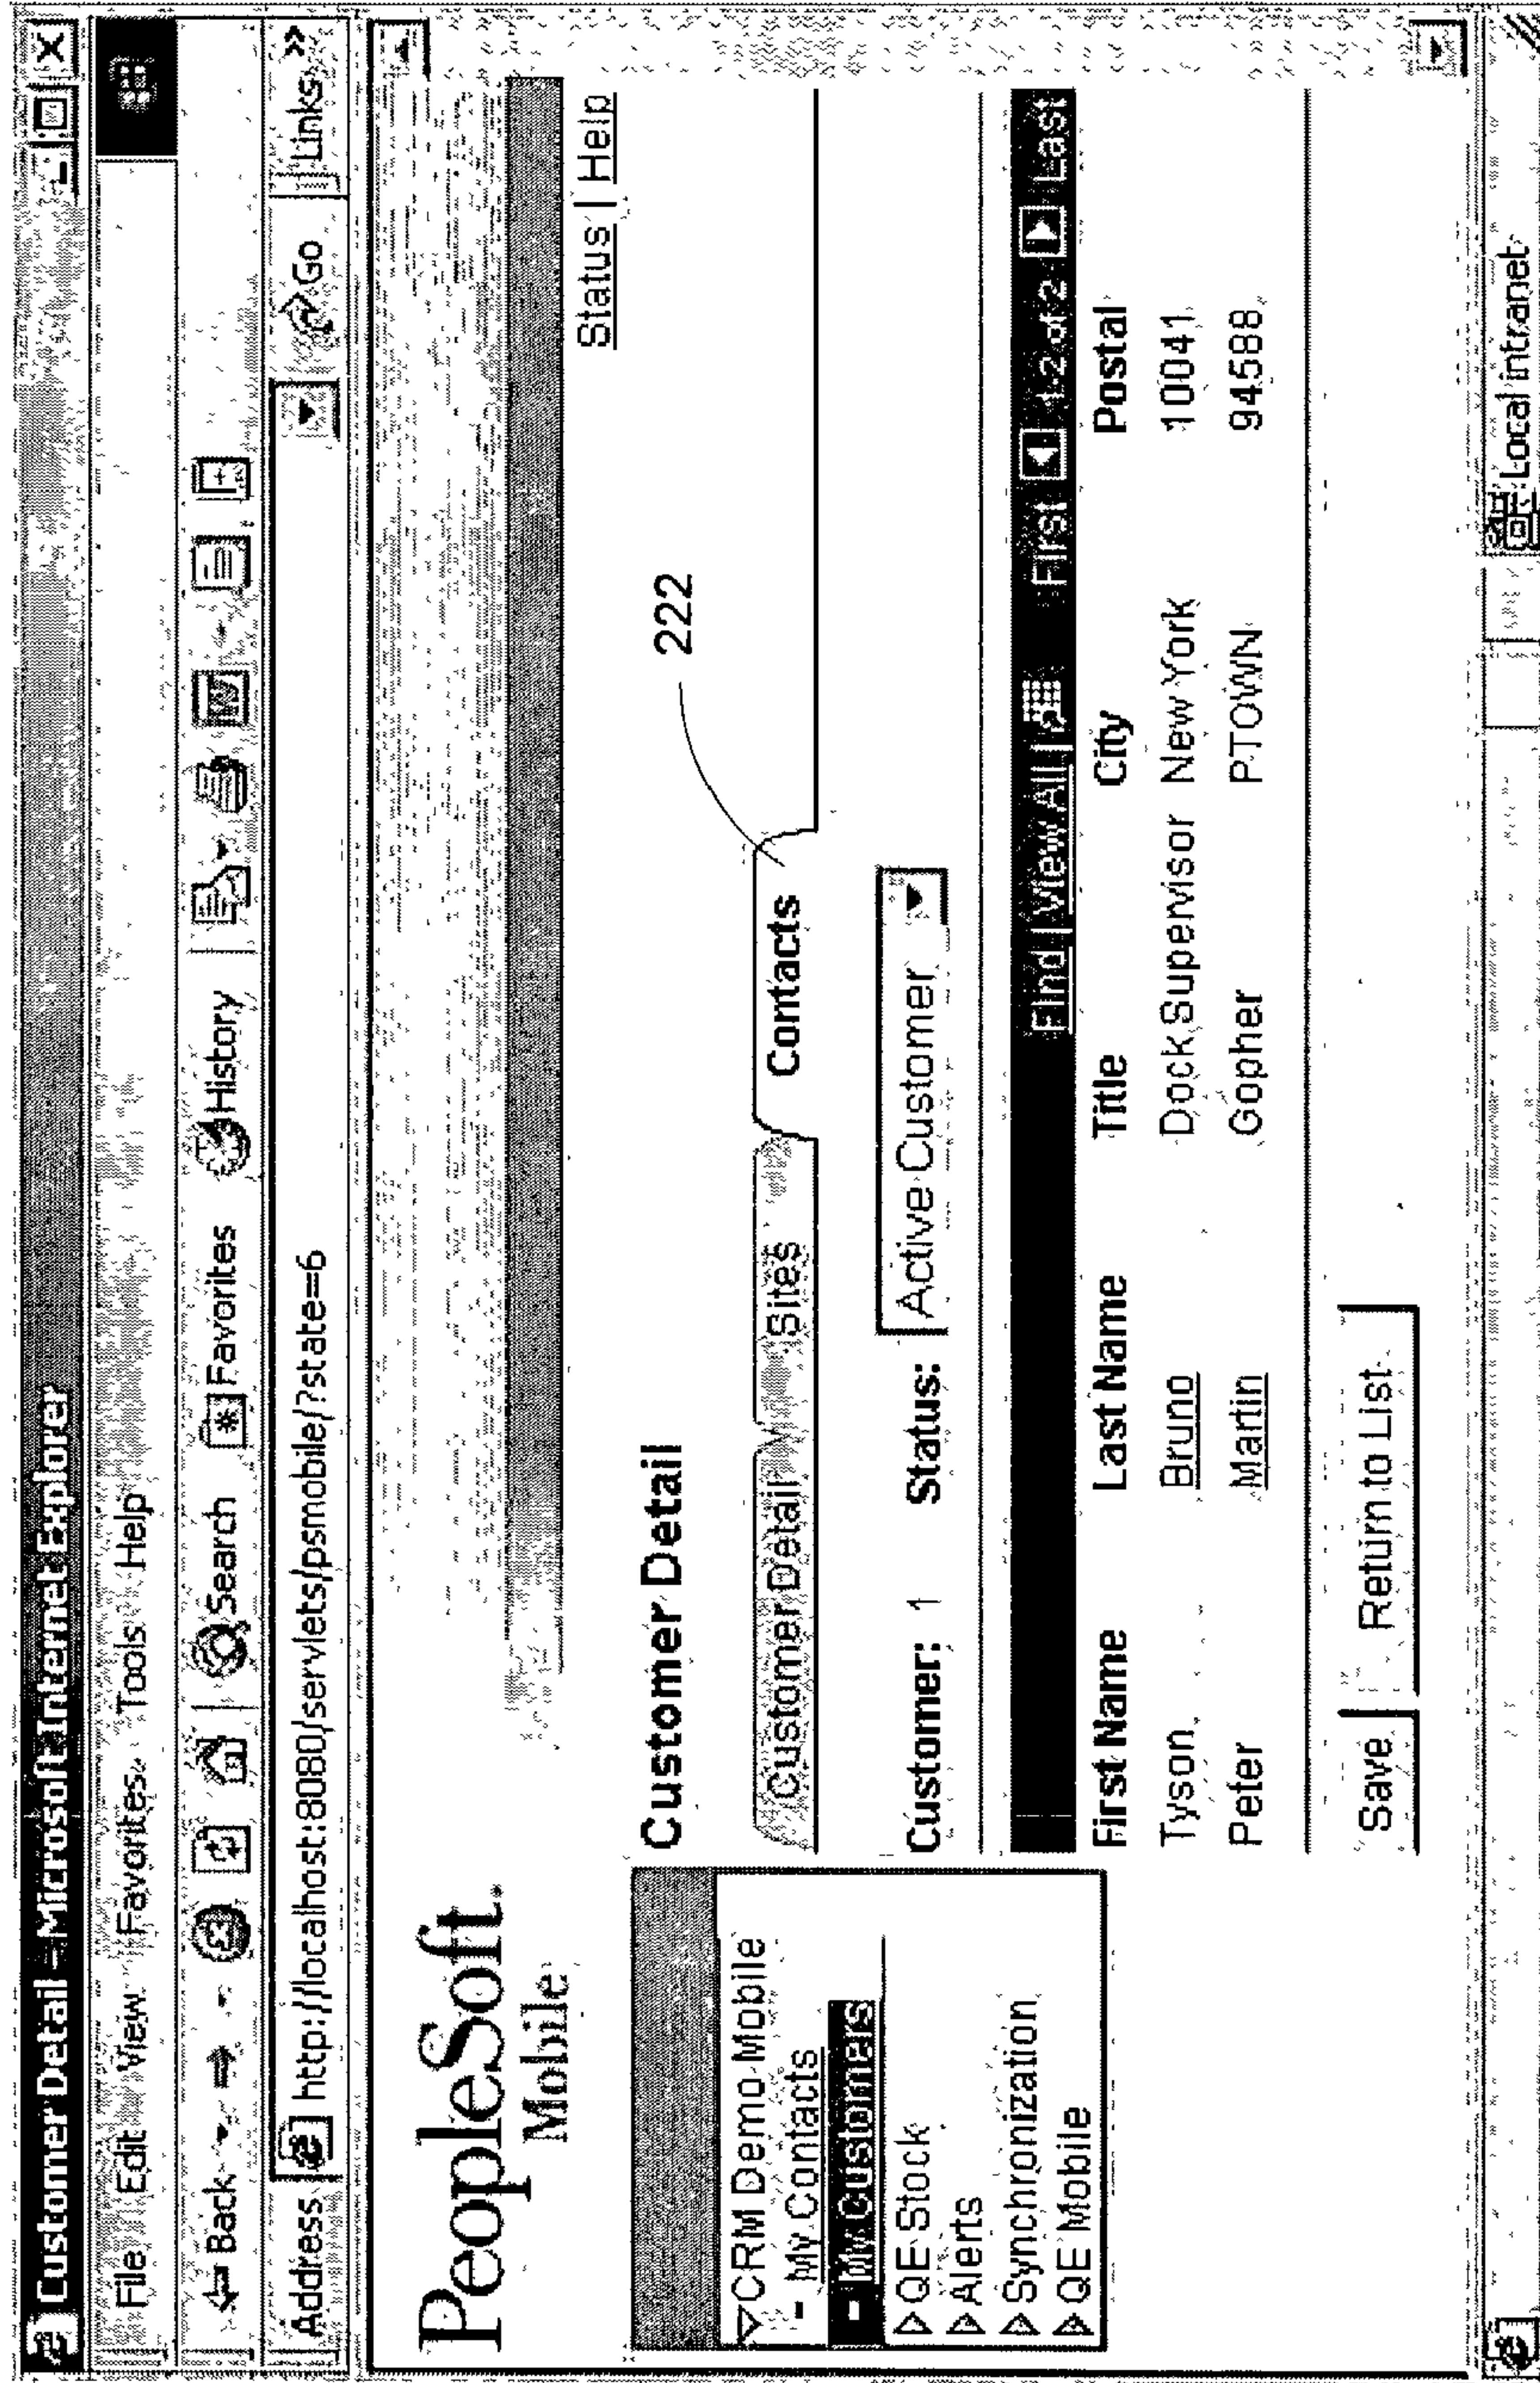 Customer Detail - Microsoft Internet Explorer
File Edit View Favorites Tools Help
Back Search Favorites History
Address http://localhost:8080/servlets/psmobile/?state=6 Go Links »
PeopleSoft.
Mobile
Status | Help
CRM Demo Mobile
- My Contacts
- My Customers
QE Stock
Alerts
Synchronization
QE Mobile
Customer Detail
222
Customer Detail Sites Contacts
Customer: 1 Status: Active Customer
Find | View All | First 1-2 of 2 Last
First Name Last Name Title City Postal
Tyson Bruno Dock Supervisor New York 10041
Peter Martin Gopher PTOWN 94588
Save Return to List
Local intranet